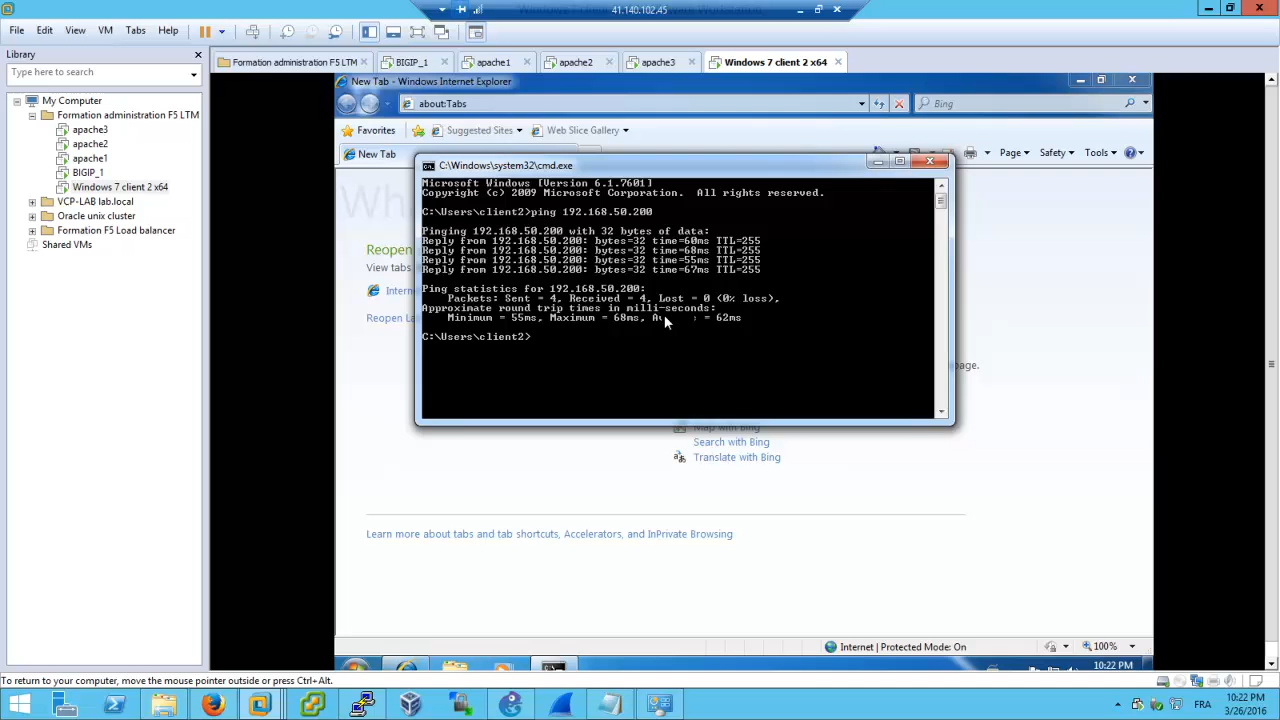 41.140.102.45
File Edit View VM Tabs Help
Library
Type here to search
My Computer
Formation administration F5 LTM
apache3
apache2
apache1
BIGIP_1
Windows 7 client 2 x64
VCP-LAB lab.local
Oracle unix cluster
Formation F5 Load balancer
Shared VMs
Formation administration F5 LTM BIGIP_1 apache1 apache2 apache3 Windows 7 client 2 x64
New Tab - Windows Internet Explorer
about:Tabs
Bing
Favorites Suggested Sites Web Slice Gallery
New Tab
Page Safety Tools
C:\Windows\system32\cmd.exe
Microsoft Windows [Version 6.1.7601]
Copyright (c) 2009 Microsoft Corporation. All rights reserved.
C:\Users\client2>ping 192.168.50.200
Pinging 192.168.50.200 with 32 bytes of data:
Reply from 192.168.50.200: bytes=32 time=60ms TTL=255
Reply from 192.168.50.200: bytes=32 time=68ms TTL=255
Reply from 192.168.50.200: bytes=32 time=55ms TTL=255
Reply from 192.168.50.200: bytes=32 time=67ms TTL=255
Ping statistics for 192.168.50.200:
Packets: Sent = 4, Received = 4, Lost = 0 (0% loss),
Approximate round trip times in milli-seconds:
Minimum = 55ms, Maximum = 68ms, = 62ms
C:\Users\client2>
Wh
Reopen
View tabs
Intern
Reopen La
page.
Map with Bing
Search with Bing
Translate with Bing
Learn more about tabs and tab shortcuts, Accelerators, and InPrivate Browsing
Internet | Protected Mode: On
100%
10:22 PM
To return to your computer, move the mouse pointer outside or press Ctrl+Alt.
FRA
10:22 PM
3/26/2016